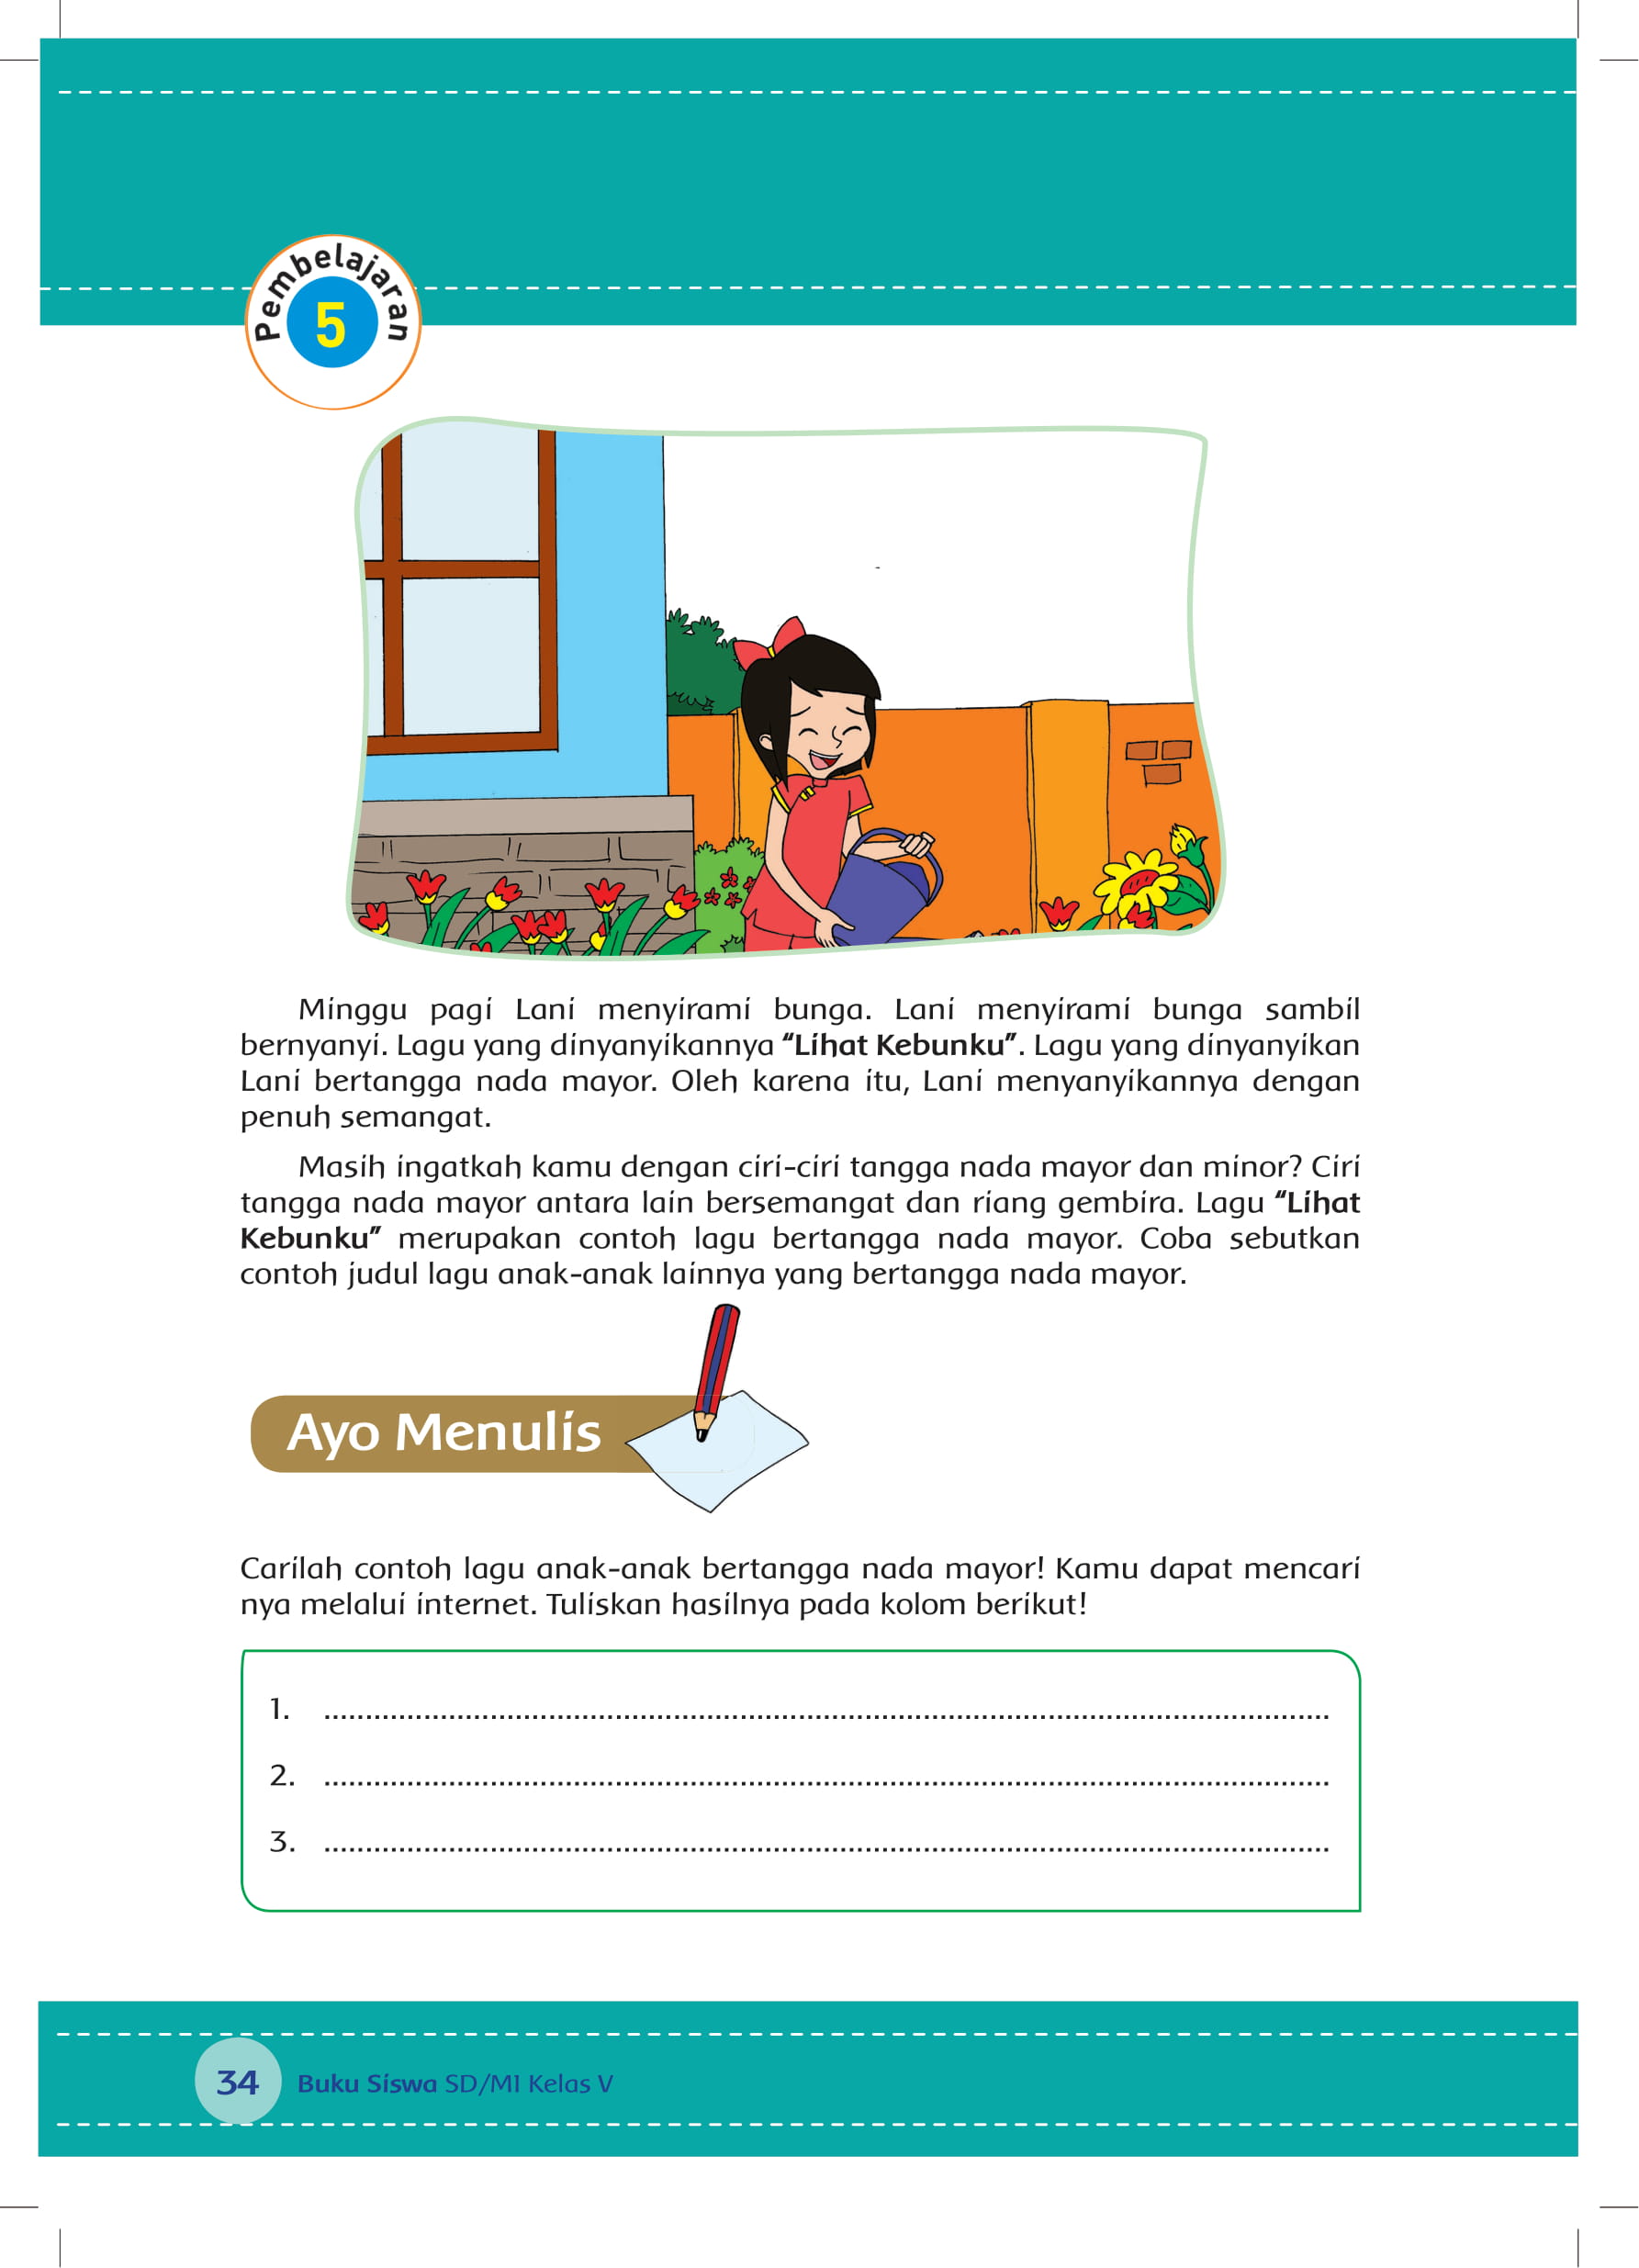 Pembelajaran
5
Minggu pagi Lani menyirami bunga. Lani menyirami bunga sambil
bernyanyi. Lagu yang dinyanyikannya “Lihat Kebunku”. Lagu yang dinyanyikan
Lani bertangga nada mayor. Oleh karena itu, Lani menyanyikannya dengan
penuh semangat.
Masih ingatkah kamu dengan ciri-ciri tangga nada mayor dan minor? Ciri
tangga nada mayor antara lain bersemangat dan riang gembira. Lagu “Lihat
Kebunku” merupakan contoh lagu bertangga nada mayor. Coba sebutkan
contoh judul lagu anak-anak lainnya yang bertangga nada mayor.
Ayo Menulis
Carilah contoh lagu anak-anak bertangga nada mayor! Kamu dapat mencari
nya melalui internet. Tuliskan hasilnya pada kolom berikut!
1. ........................................................................................................................
2. ........................................................................................................................
3. ........................................................................................................................
34 Buku Siswa SD/MI Kelas V